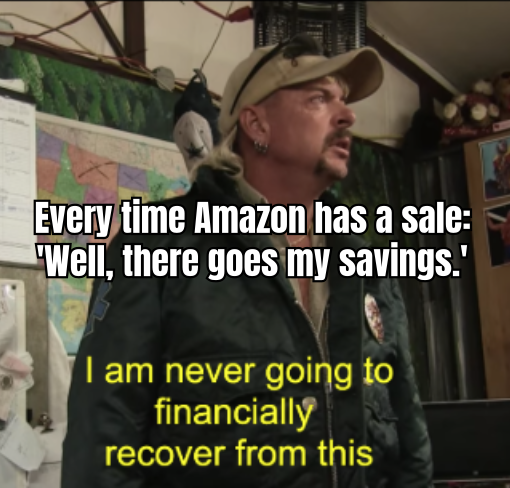 Every time Amazon has a sale:
'Well, there goes my savings.'
I am never going to
financially
recover from this